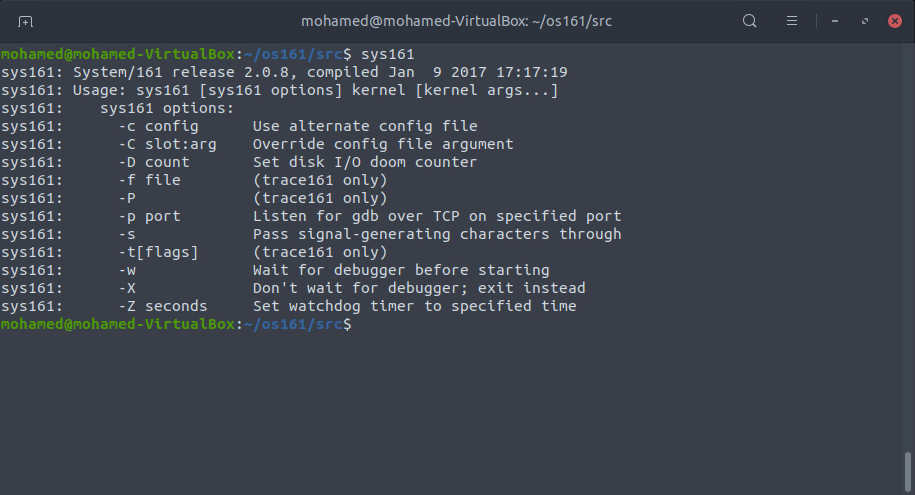 mohamed@mohamed-VirtualBox: ~/os161/src
mohamed@mohamed-VirtualBox:~/os161/src$ sys161
sys161: System/161 release 2.0.8, compiled Jan  9 2017 17:17:19
sys161: Usage: sys161 [sys161 options] kernel [kernel args...]
sys161:    sys161 options:
sys161:      -c config      Use alternate config file
sys161:      -C slot:arg    Override config file argument
sys161:      -D count       Set disk I/O doom counter
sys161:      -f file        (trace161 only)
sys161:      -P             (trace161 only)
sys161:      -p port        Listen for gdb over TCP on specified port
sys161:      -s             Pass signal-generating characters through
sys161:      -t[flags]      (trace161 only)
sys161:      -w             Wait for debugger before starting
sys161:      -X             Don't wait for debugger; exit instead
sys161:      -Z seconds     Set watchdog timer to specified time
mohamed@mohamed-VirtualBox:~/os161/src$